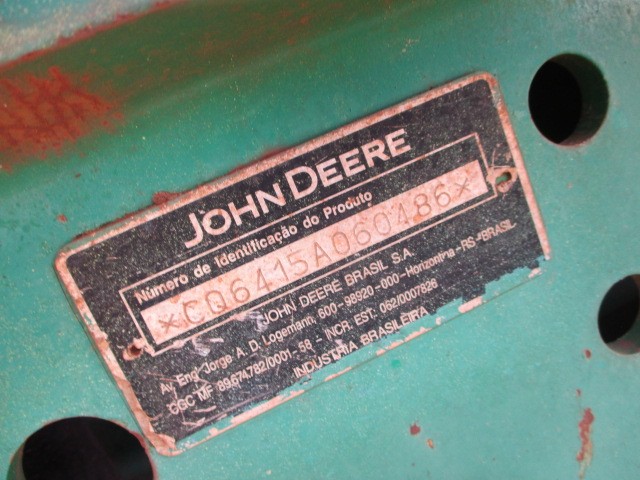 JOHN DEERE
Número de Identificação do Produto
*CQ6415A060486*
JOHN DEERE BRASIL S.A.
Av. Engº Jorge A. D. Logemann, 600-98920-000-Horizontina-RS-BRASIL
CGC MF 89.674.782/0001-58 - INCR. EST. 062/0007826
INDÚSTRIA BRASILEIRA